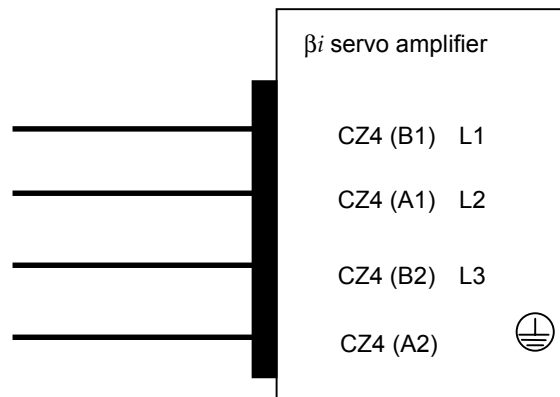 βi servo amplifier
CZ4 (B1) L1
CZ4 (A1) L2
CZ4 (B2) L3
CZ4 (A2)